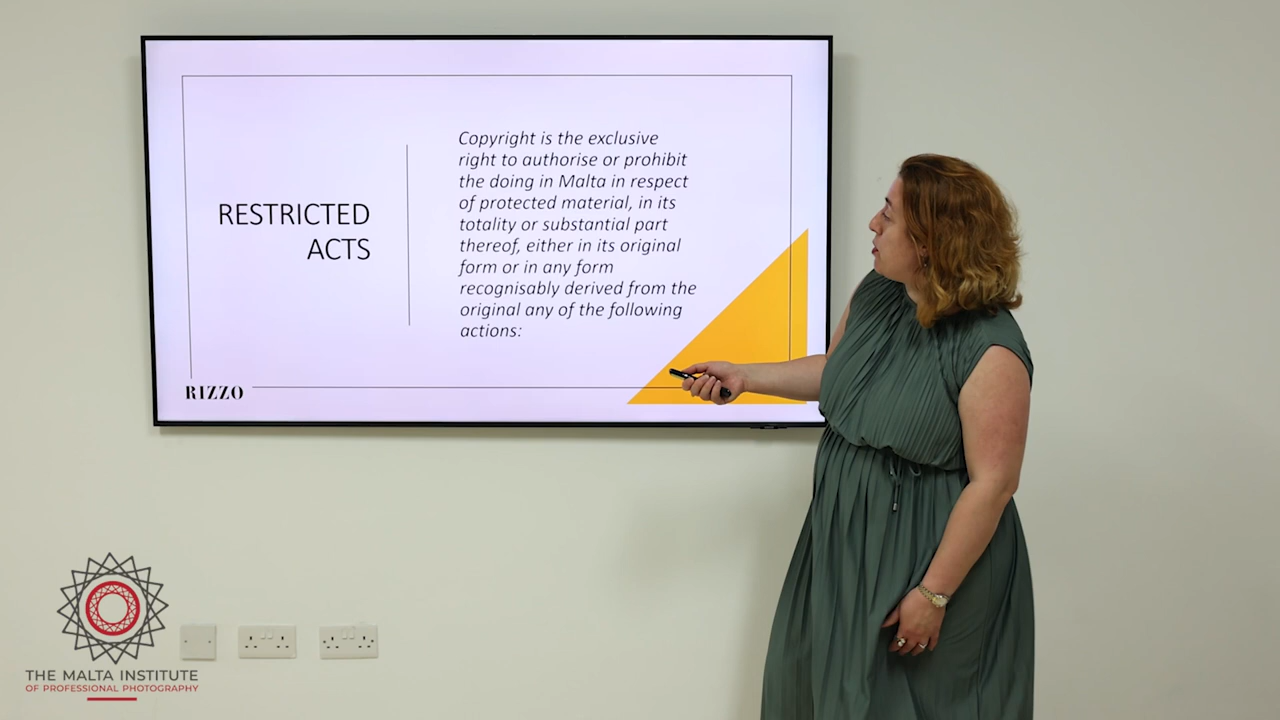 RESTRICTED
ACTS
Copyright is the exclusive
right to authorise or prohibit
the doing in Malta in respect
of protected material, in its
totality or substantial part
thereof, either in its original
form or in any form
recognisably derived from the
original any of the following
actions:
RIZZO
THE MALTA INSTITUTE
OF PROFESSIONAL PHOTOGRAPHY